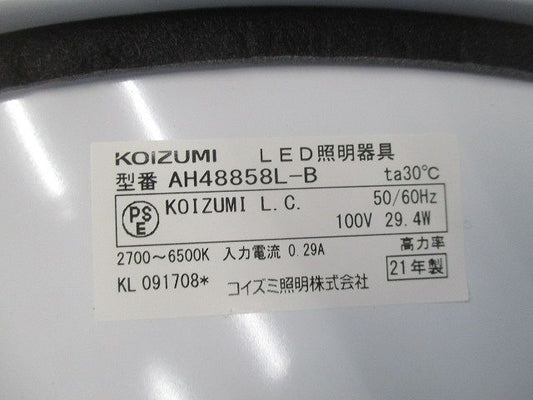 KOIZUMI LED照明器具
型番 AH48858L-B ta30℃
PS E KOIZUMI L.C. 50/60Hz
100V 29.4W
2700～6500K 入力電流 0.29A 高力率
KL 091708* コイズミ照明株式会社 21年製